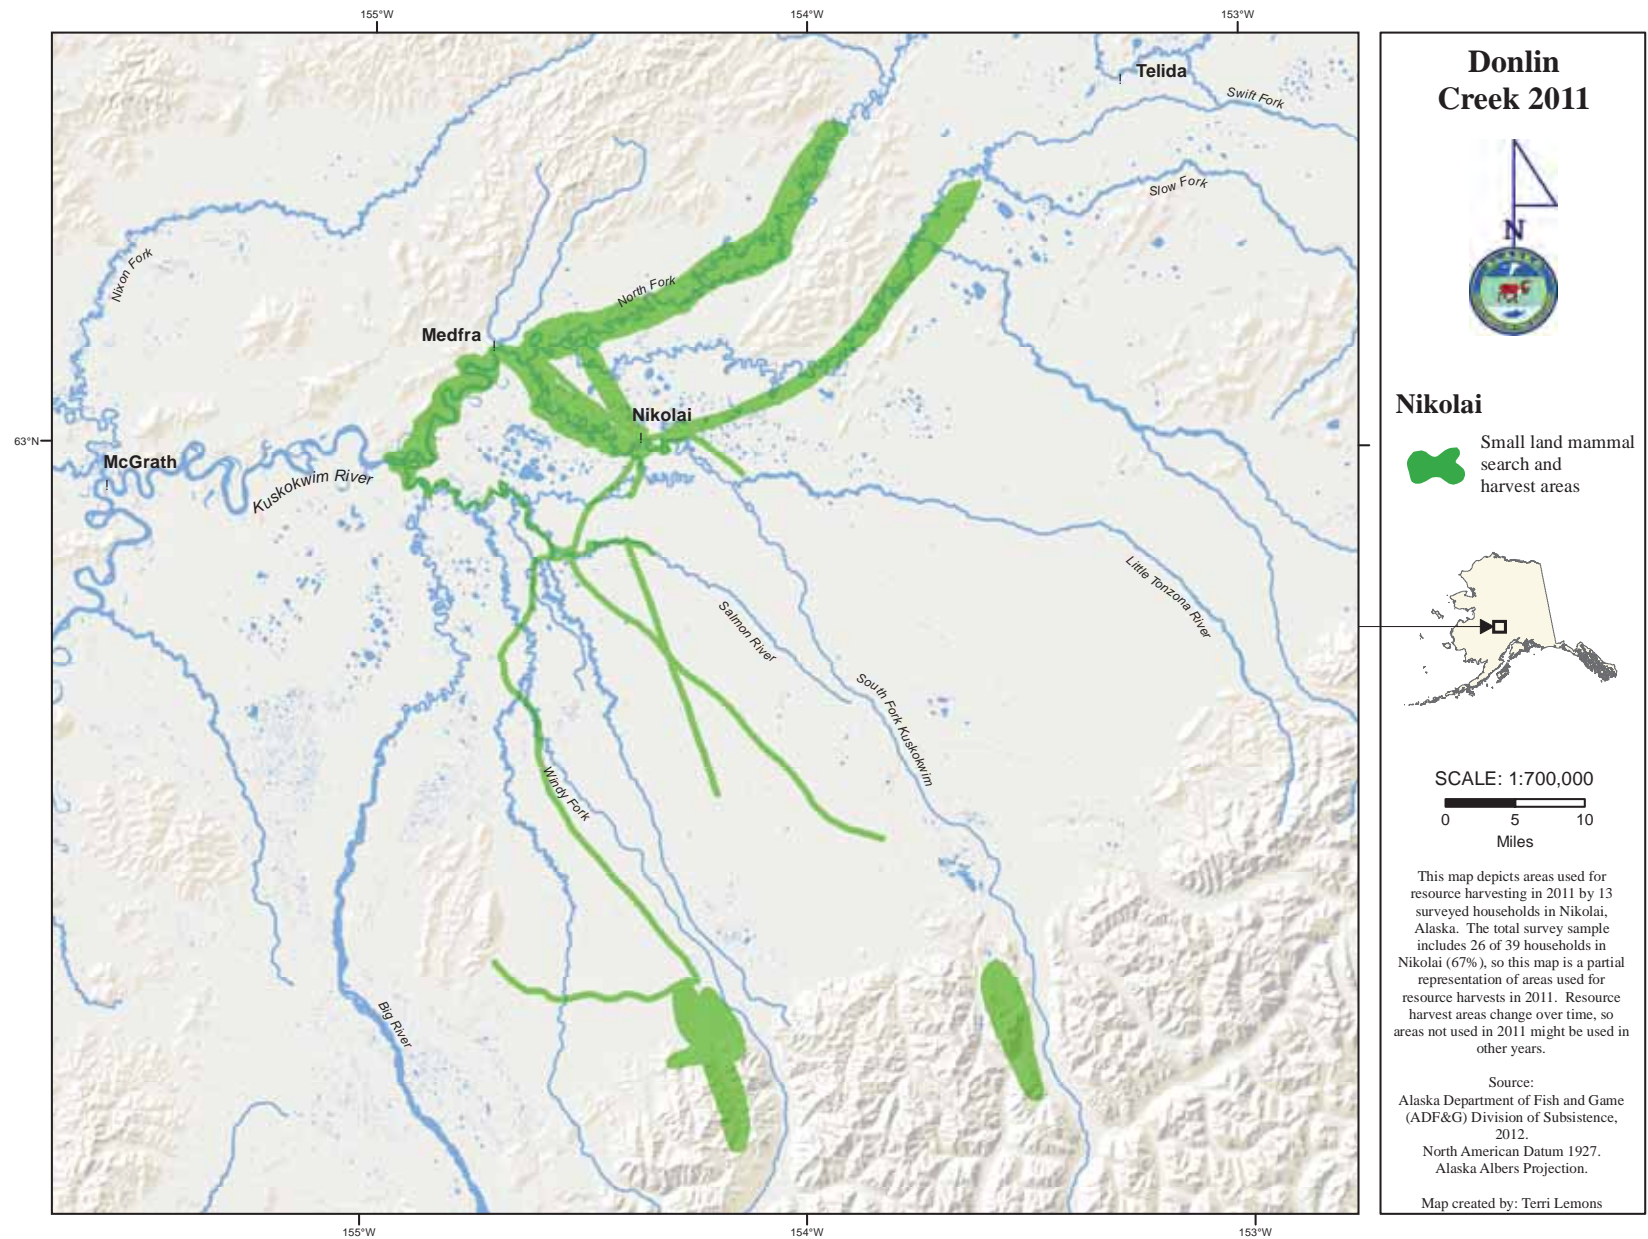 155°W
154°W
153°W
Telida
Swift Fork
Slow Fork
Nixon Fork
North Fork
Medfra
Nikolai
63°N
McGrath
Kuskokwim River
Little Tonzona River
Salmon River
South Fork Kuskokwim
Windy Fork
Big River
155°W
154°W
153°W
Donlin
Creek 2011
N
Nikolai
Small land mammal
search and
harvest areas
SCALE: 1:700,000
0 5 10
Miles
This map depicts areas used for
resource harvesting in 2011 by 13
surveyed households in Nikolai,
Alaska. The total survey sample
includes 26 of 39 households in
Nikolai (67%), so this map is a partial
representation of areas used for
resource harvests in 2011. Resource
harvest areas change over time, so
areas not used in 2011 might be used in
other years.
Source:
Alaska Department of Fish and Game
(ADF&G) Division of Subsistence,
2012.
North American Datum 1927.
Alaska Albers Projection.
Map created by: Terri Lemons